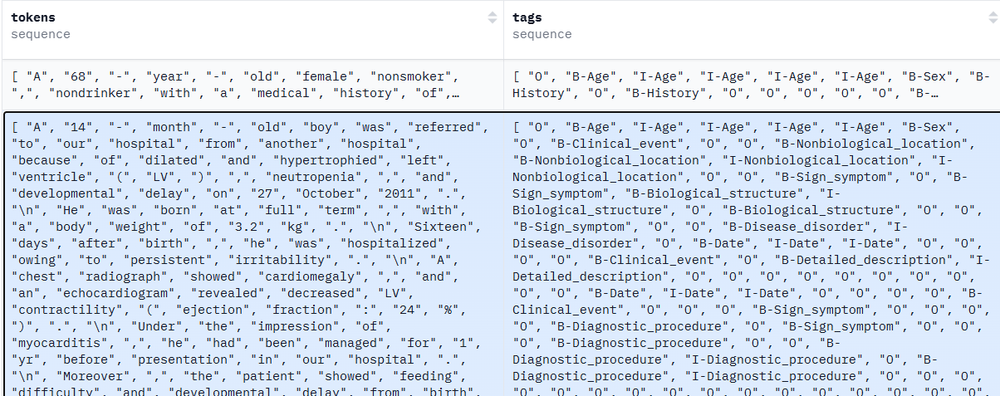 tokens
sequence
tags
sequence
[ "A", "68", "-", "year", "-", "old", "female", "nonsmoker",
",", "nondrinker", "with", "a", "medical", "history", "of",…
[ "O", "B-Age", "I-Age", "I-Age", "I-Age", "I-Age", "B-Sex", "B-
History", "O", "B-History", "O", "O", "O", "O", "O", "B-…
[ "A", "14", "-", "month", "-", "old", "boy", "was", "referred",
"to", "our", "hospital", "from", "another", "hospital",
"because", "of", "dilated", "and", "hypertrophied", "left",
"ventricle", "(", "LV", ")", ",", "neutropenia", ",", "and",
"developmental", "delay", "on", "27", "October", "2011", ".",
"\n", "He", "was", "born", "at", "full", "term", ",", "with",
"a", "body", "weight", "of", "3.2", "kg", ".", "\n", "Sixteen",
"days", "after", "birth", ",", "he", "was", "hospitalized",
"owing", "to", "persistent", "irritability", ".", "\n", "A",
"chest", "radiograph", "showed", "cardiomegaly", ",", "and",
"an", "echocardiogram", "revealed", "decreased", "LV",
"contractility", "(", "ejection", "fraction", ":", "24", "%",
")", ".", "\n", "Under", "the", "impression", "of",
"myocarditis", ",", "he", "had", "been", "managed", "for", "1",
"yr", "before", "presentation", "in", "our", "hospital", ".",
"\n", "Moreover", ",", "the", "patient", "showed", "feeding",
"difficulty", "and", "developmental", "delay", "from", "birth",
[ "O", "B-Age", "I-Age", "I-Age", "I-Age", "I-Age", "B-Sex",
"O", "B-Clinical_event", "O", "O", "B-Nonbiological_location",
"B-Nonbiological_location", "I-Nonbiological_location", "I-
Nonbiological_location", "O", "O", "B-Sign_symptom", "O", "B-
Sign_symptom", "B-Biological_structure", "I-
Biological_structure", "O", "B-Biological_structure", "O", "O",
"B-Sign_symptom", "O", "O", "B-Disease_disorder", "I-
Disease_disorder", "O", "B-Date", "I-Date", "I-Date", "O", "O",
"O", "O", "B-Clinical_event", "O", "B-Detailed_description", "I-
Detailed_description", "O", "O", "O", "O", "O", "O", "O", "O",
"O", "O", "B-Date", "I-Date", "I-Date", "O", "O", "O", "O", "B-
Clinical_event", "O", "O", "O", "B-Sign_symptom", "O", "O", "O",
"O", "B-Diagnostic_procedure", "O", "B-Sign_symptom", "O", "O",
"O", "B-Diagnostic_procedure", "O", "O", "B-
Diagnostic_procedure", "I-Diagnostic_procedure", "O", "B-
Diagnostic_procedure", "I-Diagnostic_procedure", "O", "O",
"O", "O", "O", "O", "O", "O", "O", "O", "O", "O", "O", "O", "O",